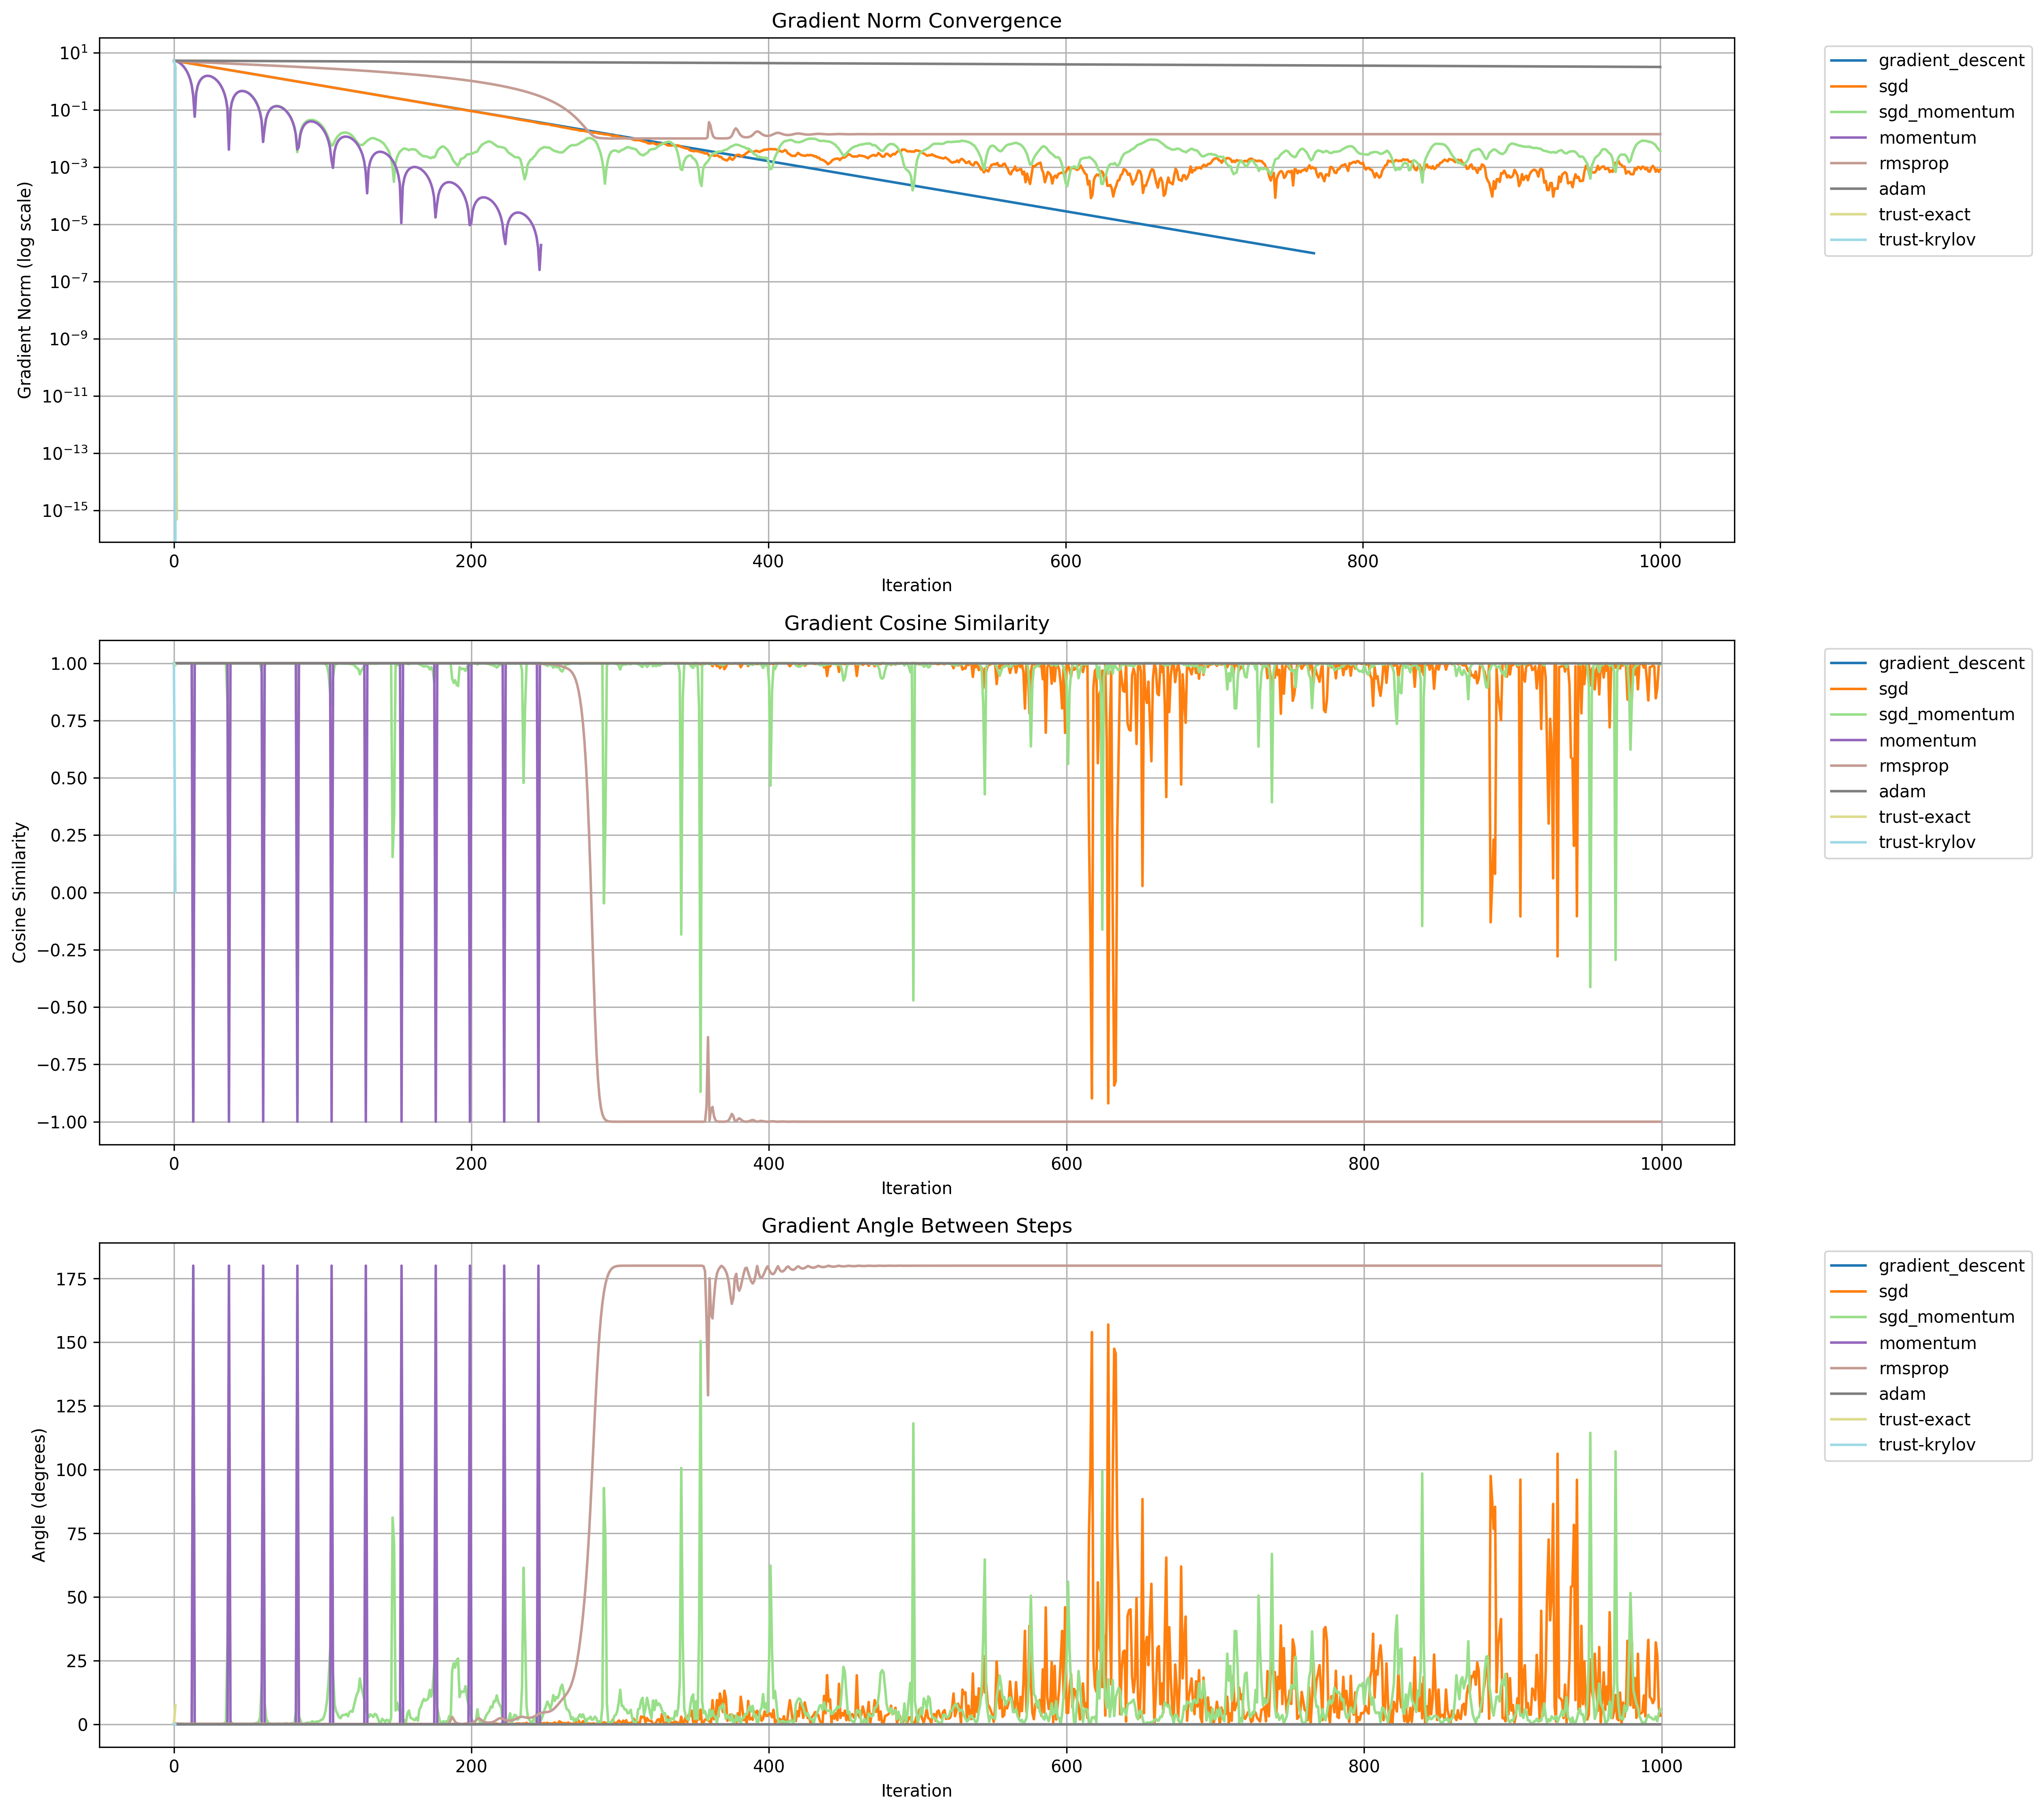 Gradient Norm Convergence
Gradient Norm (log scale)
10¹
10⁻¹
10⁻³
10⁻⁵
10⁻⁷
10⁻⁹
10⁻¹¹
10⁻¹³
10⁻¹⁵
0 200 400 600 800 1000
Iteration
gradient_descent
sgd
sgd_momentum
momentum
rmsprop
adam
trust-exact
trust-krylov
Gradient Cosine Similarity
Cosine Similarity
1.00
0.75
0.50
0.25
0.00
−0.25
−0.50
−0.75
−1.00
0 200 400 600 800 1000
Iteration
gradient_descent
sgd
sgd_momentum
momentum
rmsprop
adam
trust-exact
trust-krylov
Gradient Angle Between Steps
Angle (degrees)
175
150
125
100
75
50
25
0
0 200 400 600 800 1000
Iteration
gradient_descent
sgd
sgd_momentum
momentum
rmsprop
adam
trust-exact
trust-krylov